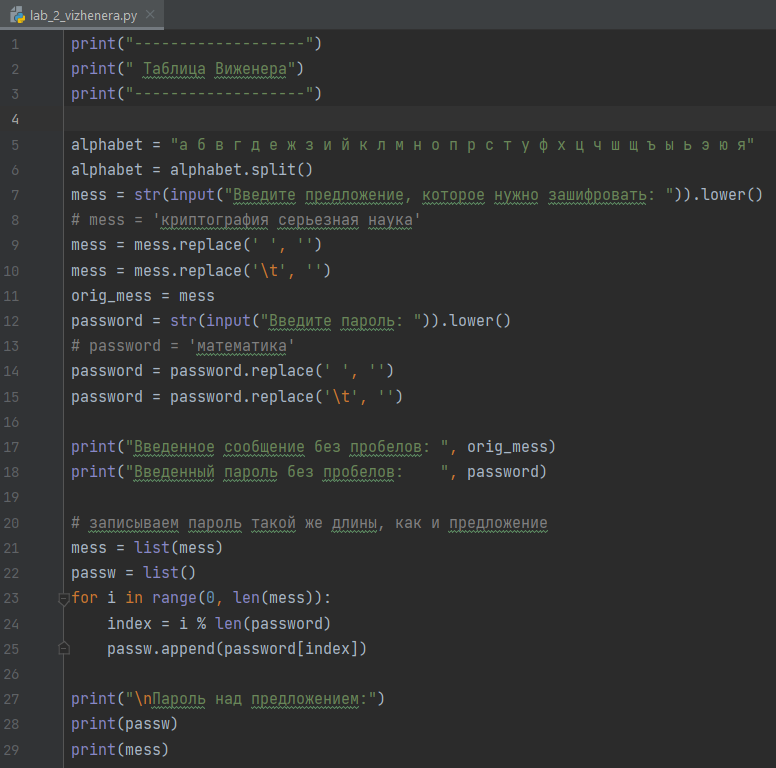 lab_2_vizhenera.py
1 print("-------------------")
2 print(" Таблица Виженера")
3 print("-------------------")
4
5 alphabet = "а б в г д е ж з и й к л м н о п р с т у ф х ц ч ш щ ъ ы ь э ю я"
6 alphabet = alphabet.split()
7 mess = str(input("Введите предложение, которое нужно зашифровать: ")).lower()
8 # mess = 'криптография серьезная наука'
9 mess = mess.replace(' ', '')
10 mess = mess.replace('\t', '')
11 orig_mess = mess
12 password = str(input("Введите пароль: ")).lower()
13 # password = 'математика'
14 password = password.replace(' ', '')
15 password = password.replace('\t', '')
16
17 print("Введенное сообщение без пробелов: ", orig_mess)
18 print("Введенный пароль без пробелов:    ", password)
19
20 # записываем пароль такой же длины, как и предложение
21 mess = list(mess)
22 passw = list()
23 for i in range(0, len(mess)):
24     index = i % len(password)
25     passw.append(password[index])
26
27 print("\nПароль над предложением:")
28 print(passw)
29 print(mess)